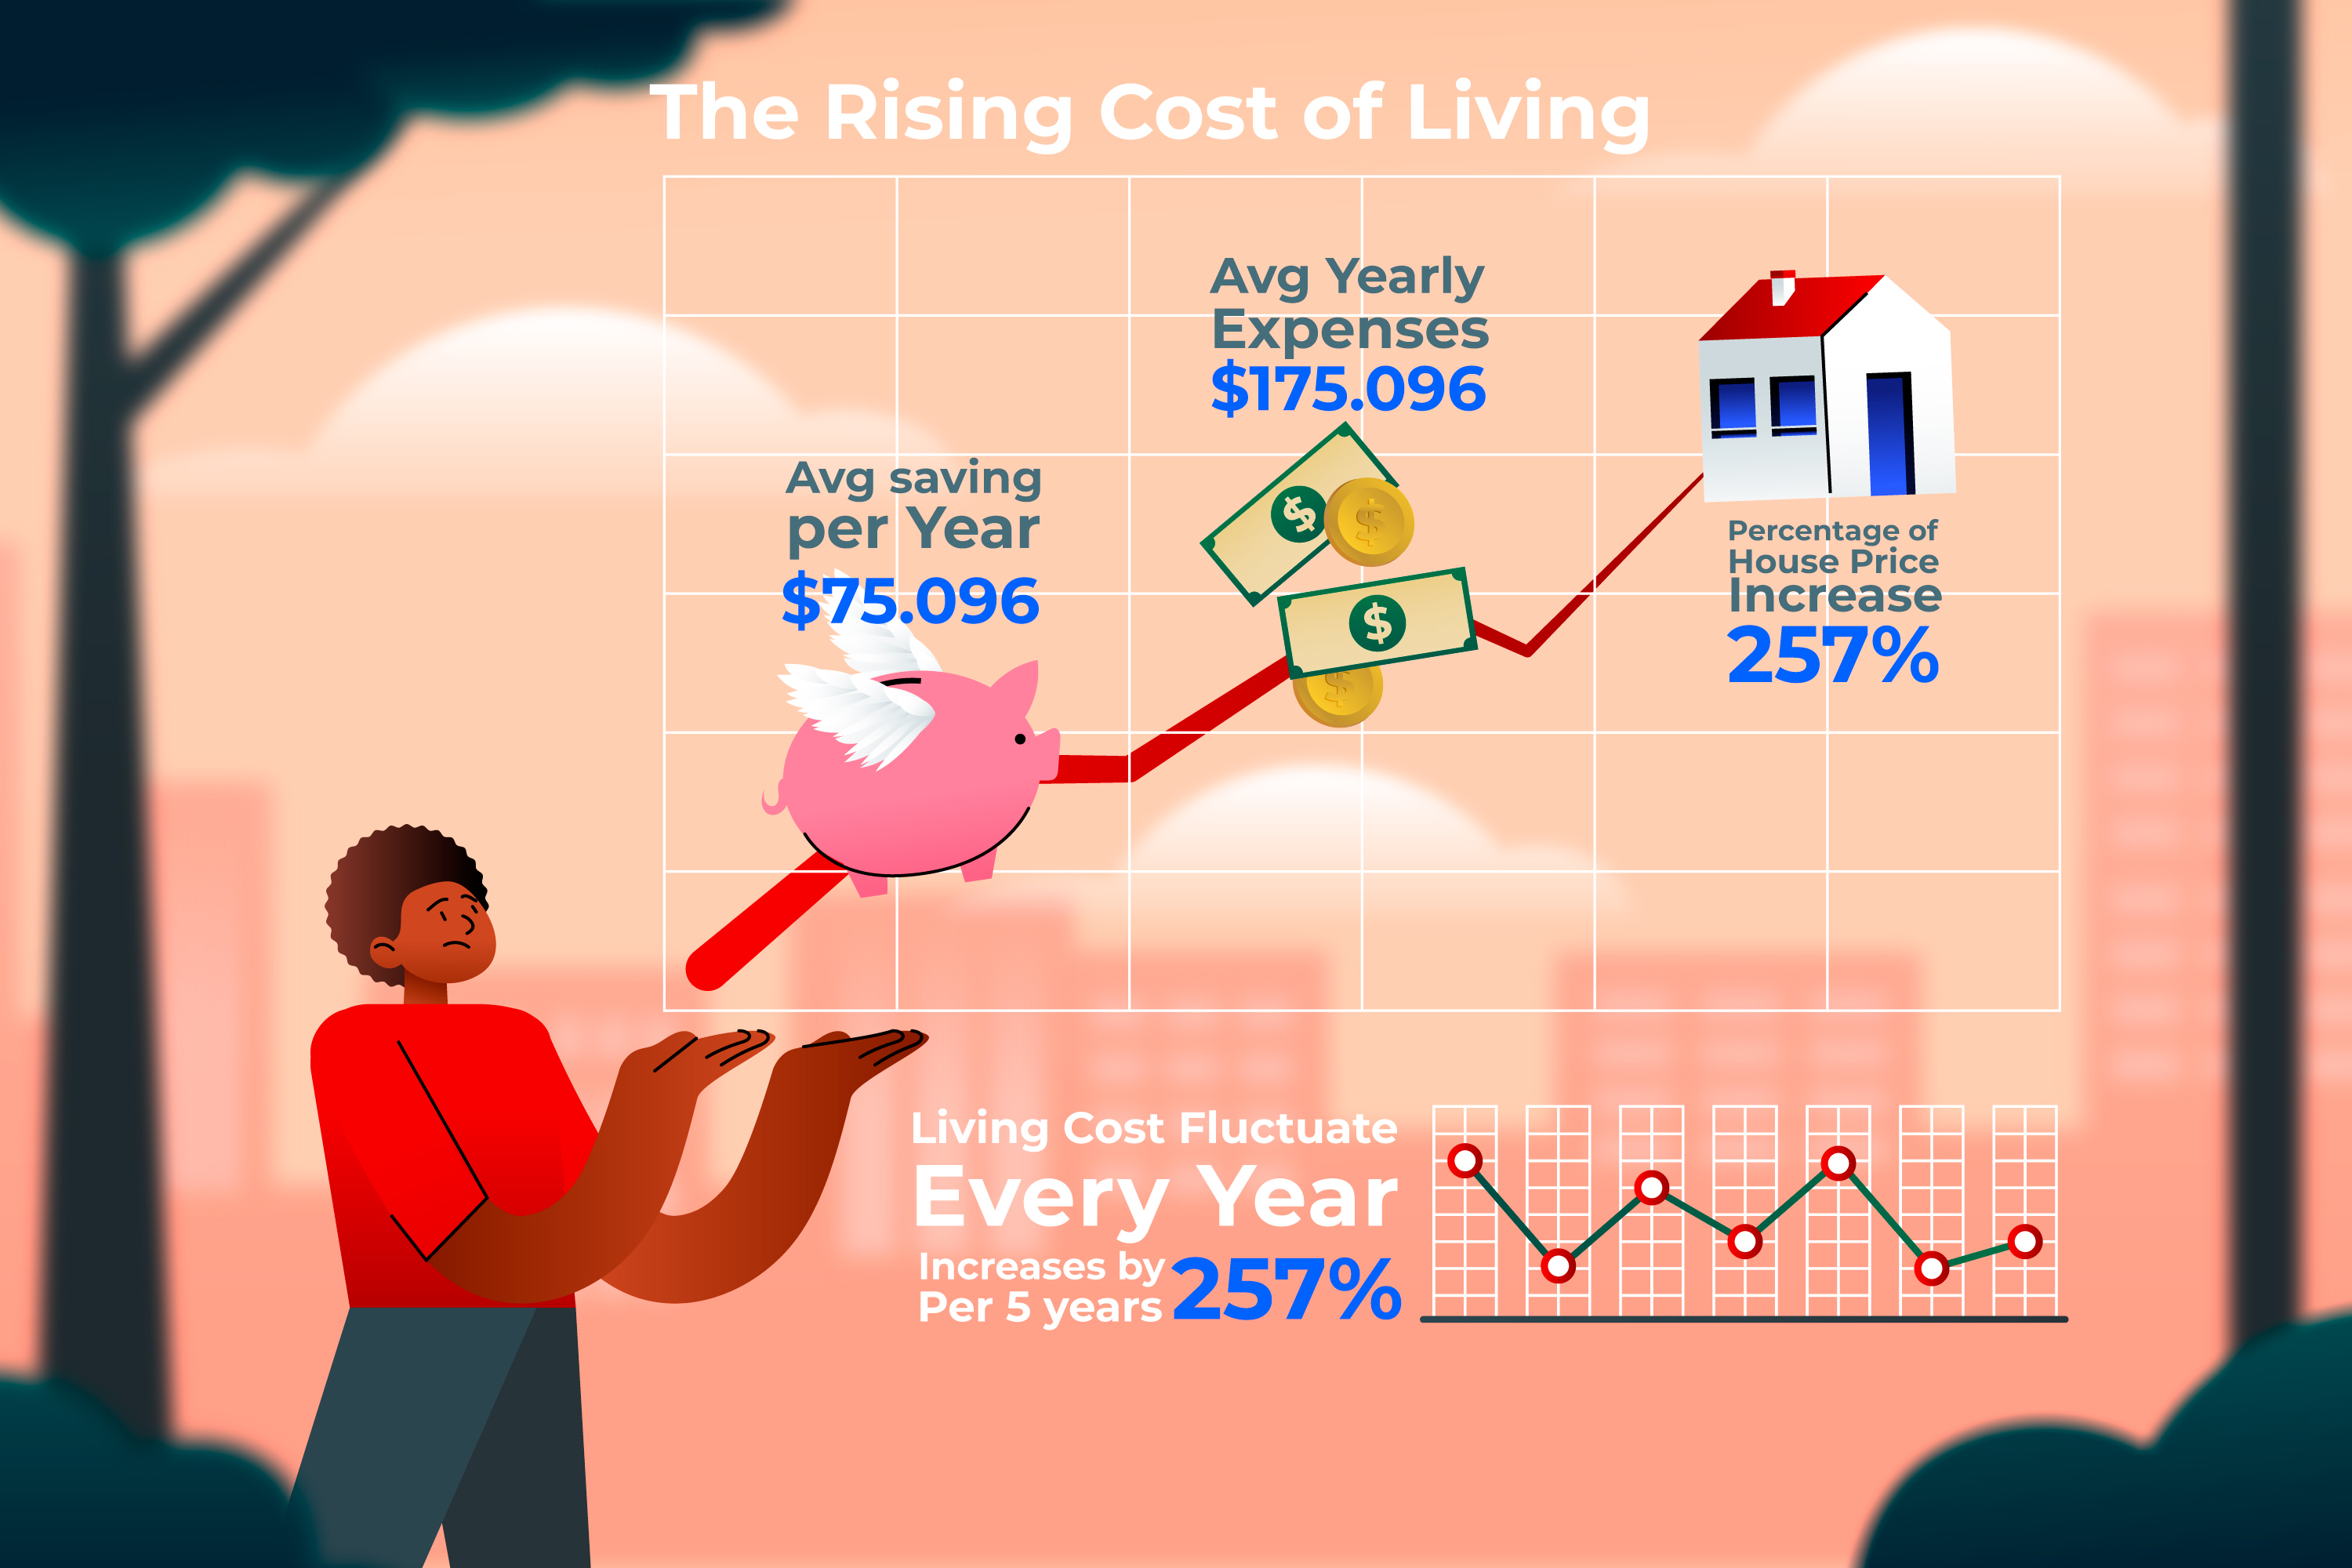 The Rising Cost of Living
Avg Yearly
Expenses
$175.096
Avg saving
per Year
$75.096
Percentage of
House Price
Increase
257%
Living Cost Fluctuate
Every Year
Increases by
Per 5 years
257%